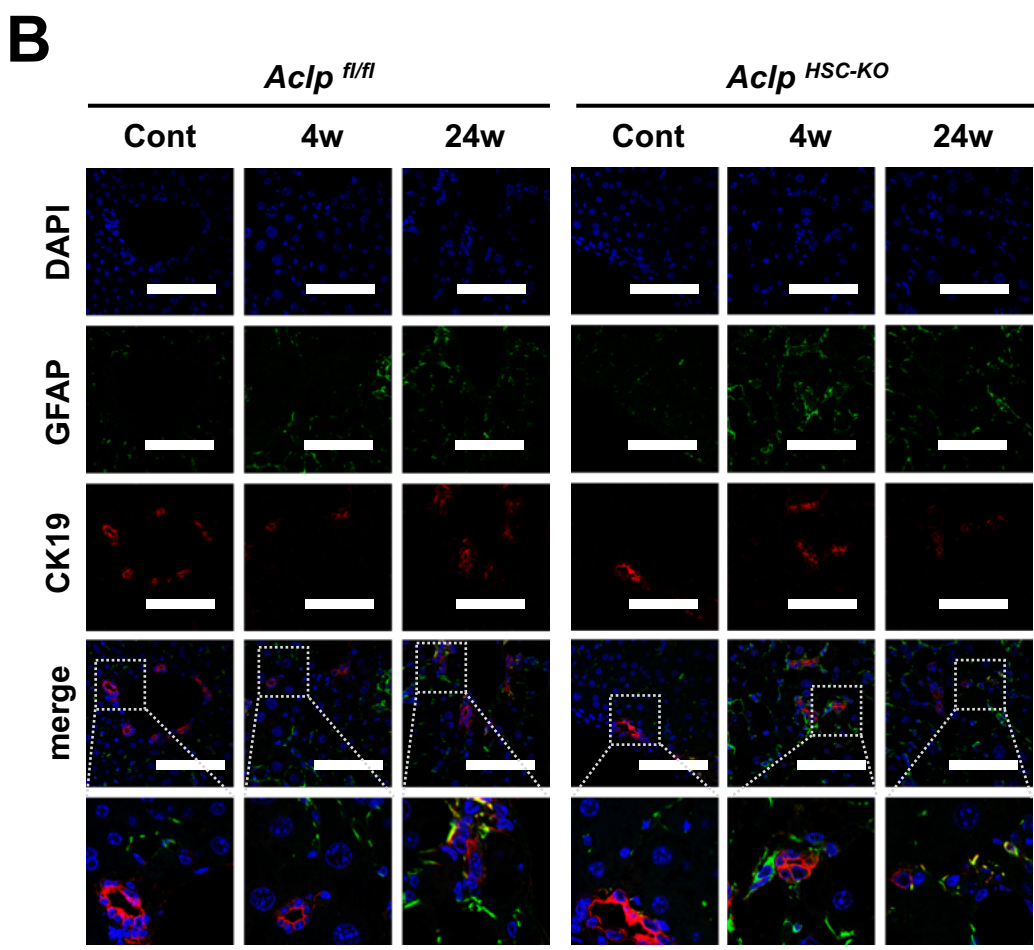 B
Aclp fl/fl
Aclp HSC-KO
Cont 4w 24w Cont 4w 24w
DAPI
GFAP
CK19
merge